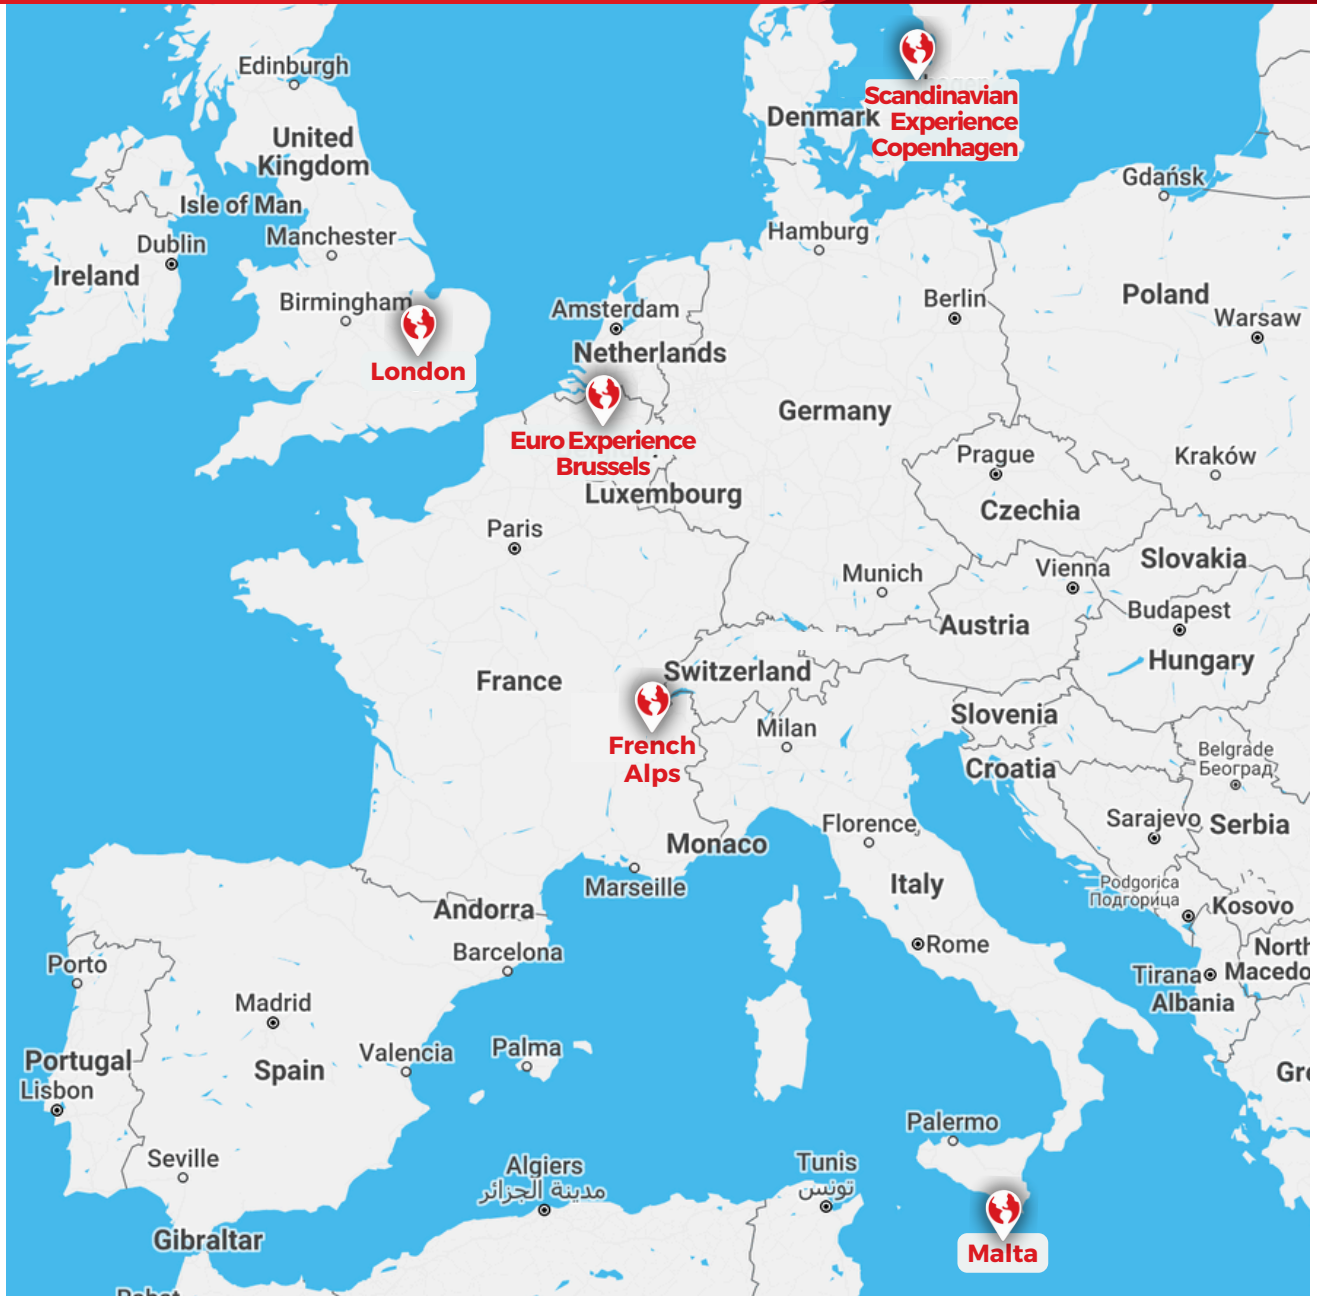 Edinburgh
United
Kingdom
Isle of Man
Dublin
Manchester
Ireland
Birmingham
London
Denmark
Scandinavian
Experience
Copenhagen
Gdańsk
Hamburg
Amsterdam
Berlin
Poland
Warsaw
Netherlands
Germany
Euro Experience
Brussels
Luxembourg
Prague
Kraków
Czechia
Paris
Slovakia
Munich
Vienna
Budapest
Austria
Hungary
France
Switzerland
Slovenia
Milan
French
Alps
Croatia
Belgrade
Београд
Sarajevo
Serbia
Florence
Monaco
Marseille
Italy
Podgorica
Подгорица
Kosovo
Andorra
Barcelona
Rome
North
Macedo
Tirana
Albania
Porto
Madrid
Portugal
Spain
Valencia
Palma
Lisbon
Gre
Palermo
Seville
Algiers
مدينة الجزائر
Tunis
تونس
Gibraltar
Malta